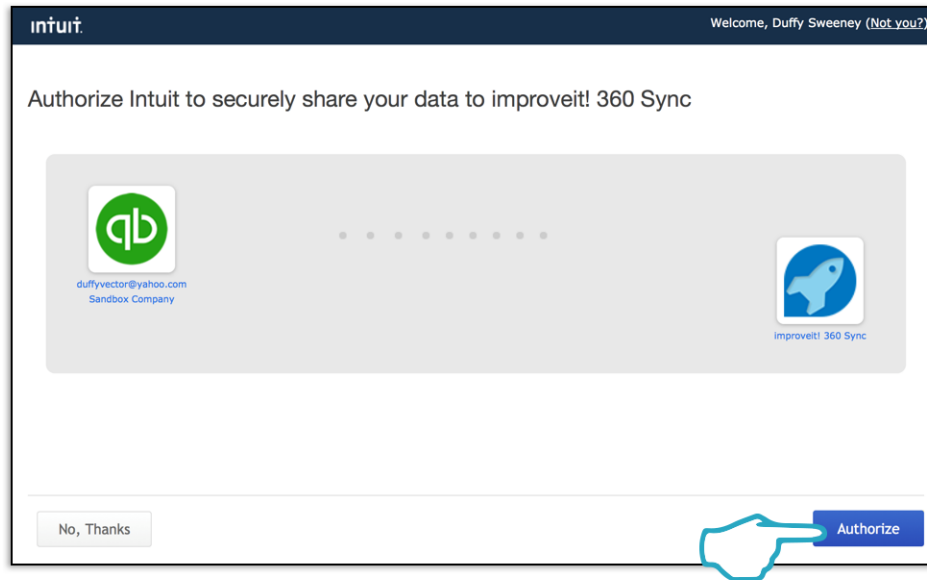 intuit.
Welcome, Duffy Sweeney (Not you?)
Authorize Intuit to securely share your data to improveit! 360 Sync
qb
duffyvector@yahoo.com
Sandbox Company
improveit! 360 Sync
No, Thanks
Authorize